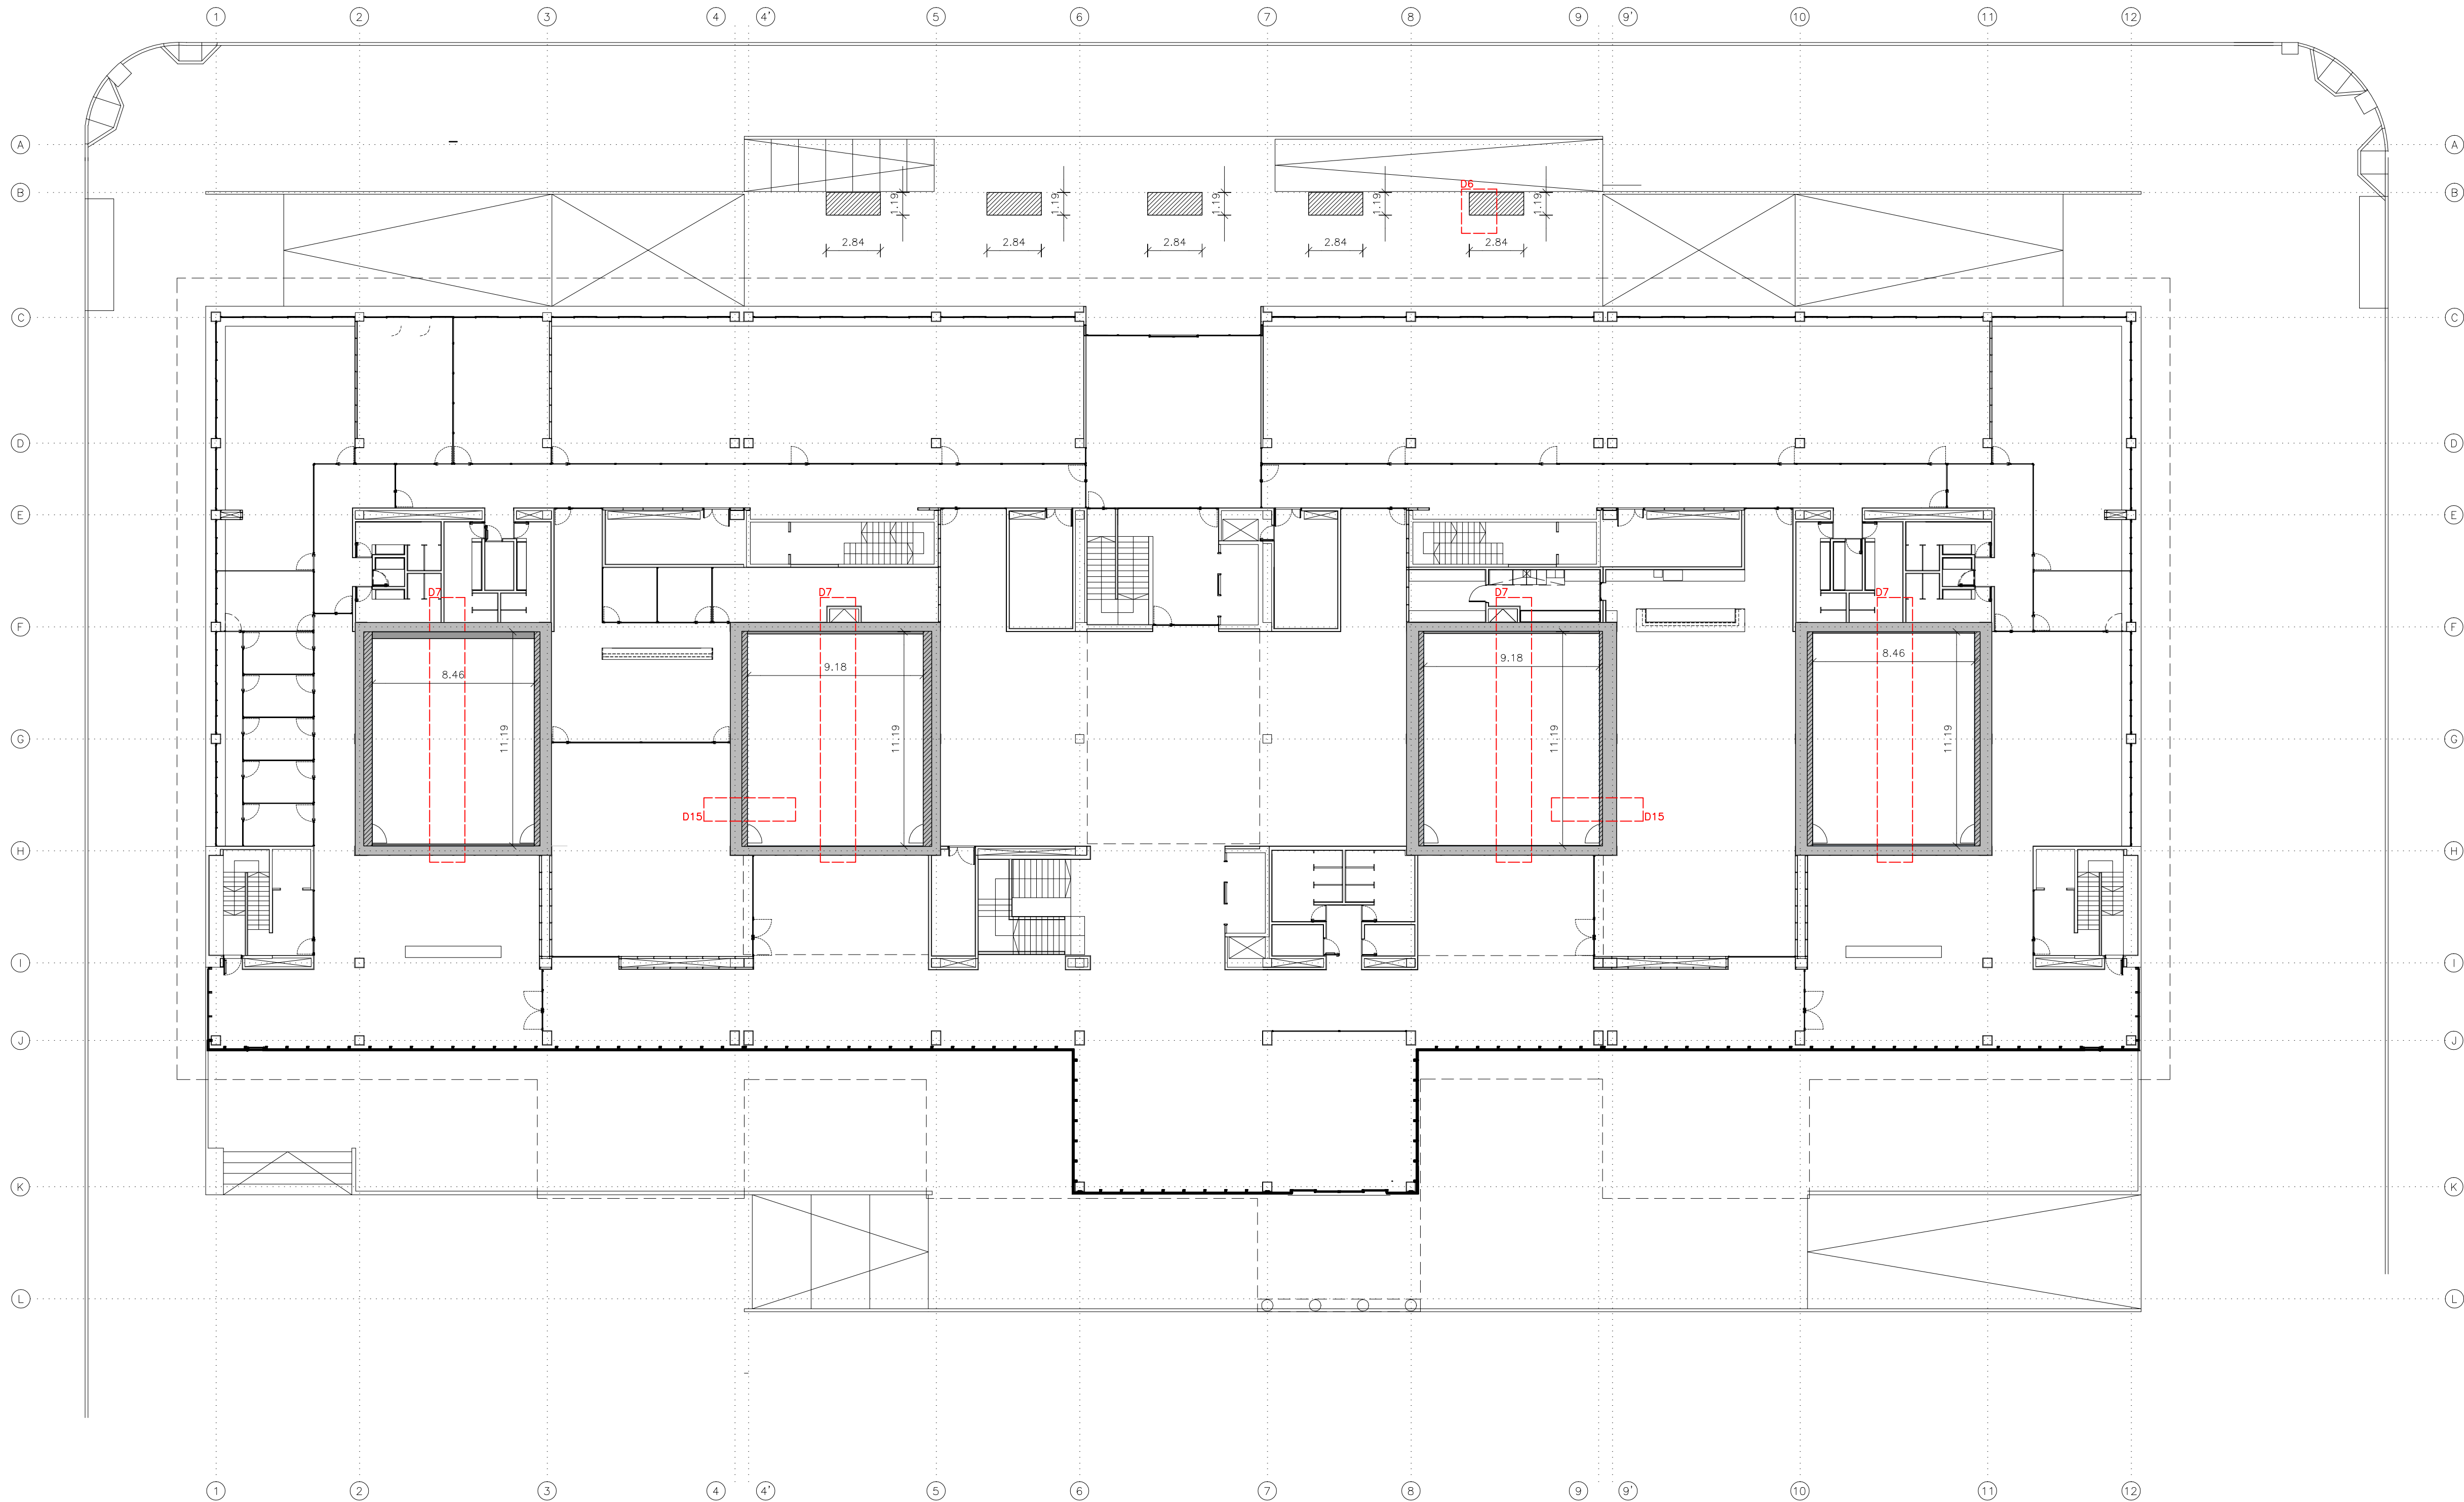 1 2 3 4 4' 5 6 7 8 9 9' 10 11 12
A A
B B
D6
1.19 1.19 1.19 1.19 1.19
2.84 2.84 2.84 2.84 2.84
C C
D D
E E
D7 D7 D7 D7
F F
8.46 9.18 9.18 8.46
11.19 11.19 11.19 11.19
G G
D15 D15
H H
I I
J J
K K
L L
1 2 3 4 4' 5 6 7 8 9 9' 10 11 12